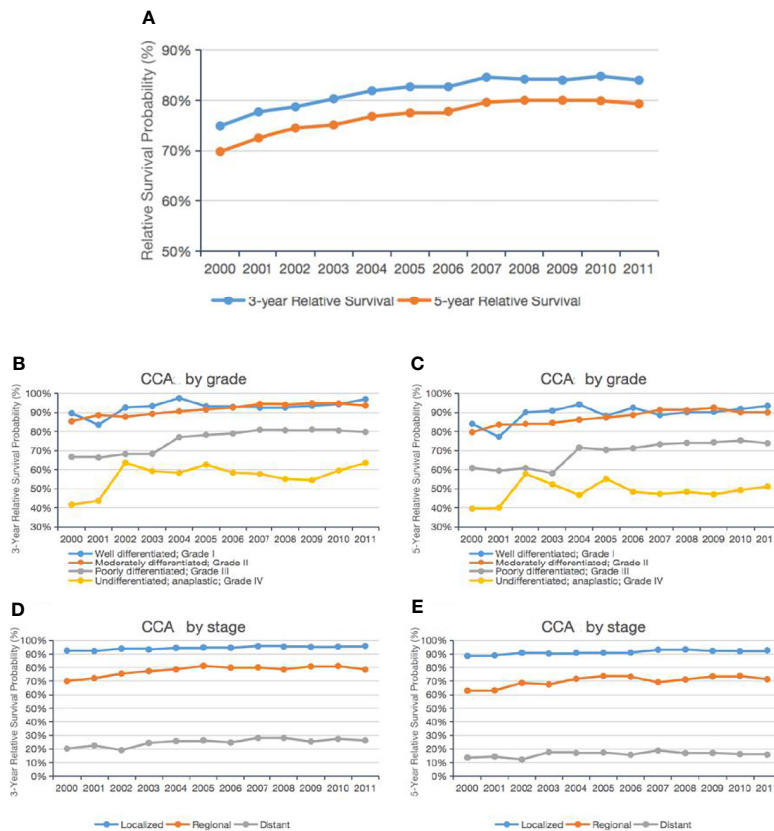 A
Relative Survival Probability (%)
90%
80%
70%
60%
50%
2000 2001 2002 2003 2004 2005 2006 2007 2008 2009 2010 2011
3-year Relative Survival 5-year Relative Survival
B
CCA by grade
3-Year Relative Survival Probability (%)
100%
90%
80%
70%
60%
50%
40%
30%
2000 2001 2002 2003 2004 2005 2006 2007 2008 2009 2010 2011
Well differentiated; Grade I
Moderately differentiated; Grade II
Poorly differentiated; Grade III
Undifferentiated; anaplastic; Grade IV
C
CCA by grade
5-Year Relative Survival Probability (%)
100%
90%
80%
70%
60%
50%
40%
30%
2000 2001 2002 2003 2004 2005 2006 2007 2008 2009 2010 2011
Well differentiated; Grade I
Moderately differentiated; Grade II
Poorly differentiated; Grade III
Undifferentiated; anaplastic; Grade IV
D
CCA by stage
3-Year Relative Survival Probability (%)
100%
90%
80%
70%
60%
50%
40%
30%
20%
10%
0%
2000 2001 2002 2003 2004 2005 2006 2007 2008 2009 2010 2011
Localized Regional Distant
E
CCA by stage
5-Year Relative Survival Probability (%)
100%
90%
80%
70%
60%
50%
40%
30%
20%
10%
0%
2000 2001 2002 2003 2004 2005 2006 2007 2008 2009 2010 2011
Localized Regional Distant